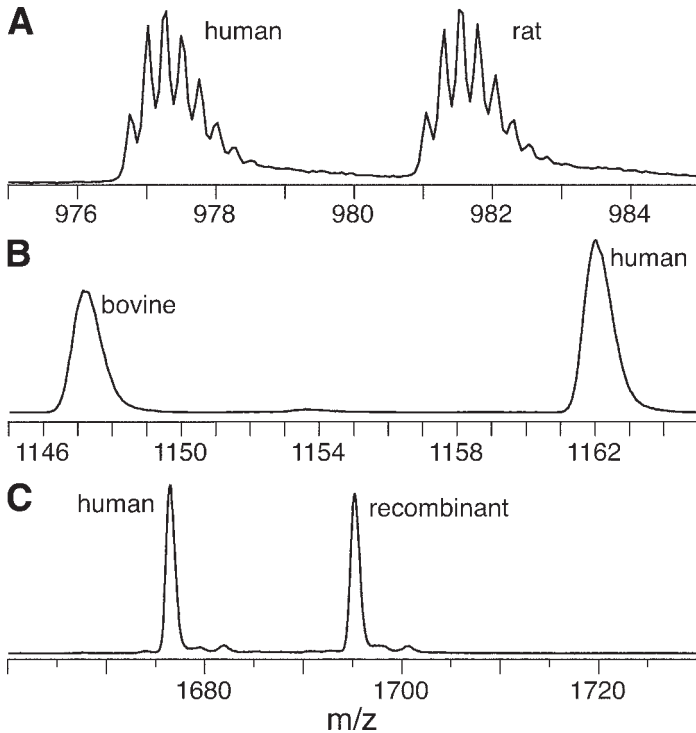 A
human rat
976 978 980 982 984
B
bovine human
1146 1150 1154 1158 1162
C
human recombinant
1680 1700 1720
m/z